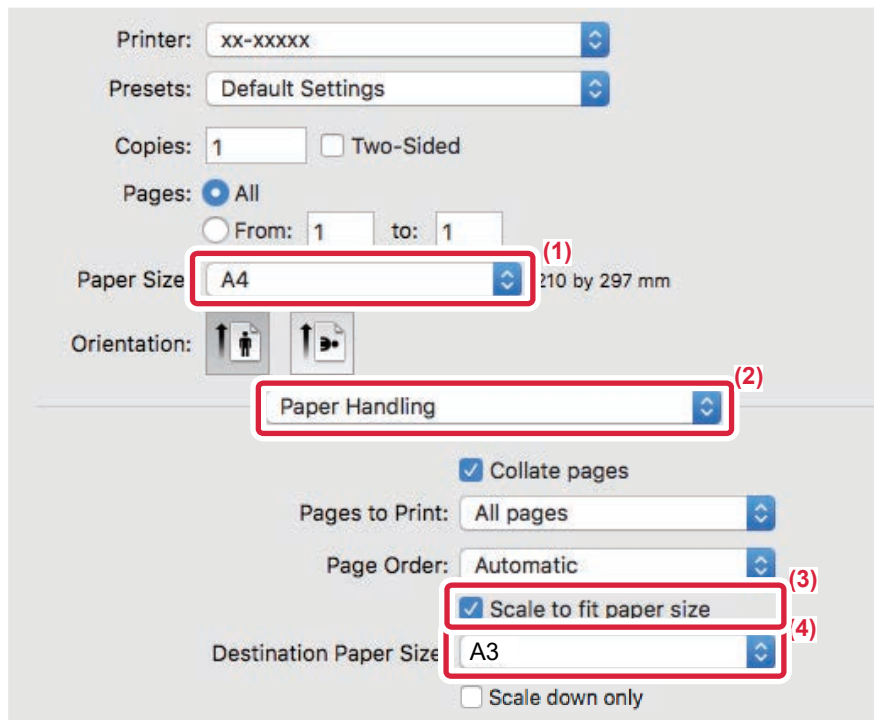 Printer: xx-xxxxx
Presets: Default Settings
Copies: 1 Two-Sided
Pages: All
From: 1 to: 1
(1)
Paper Size A4 210 by 297 mm
Orientation:
(2)
Paper Handling
Collate pages
Pages to Print: All pages
Page Order: Automatic
(3)
Scale to fit paper size
(4)
Destination Paper Size A3
Scale down only